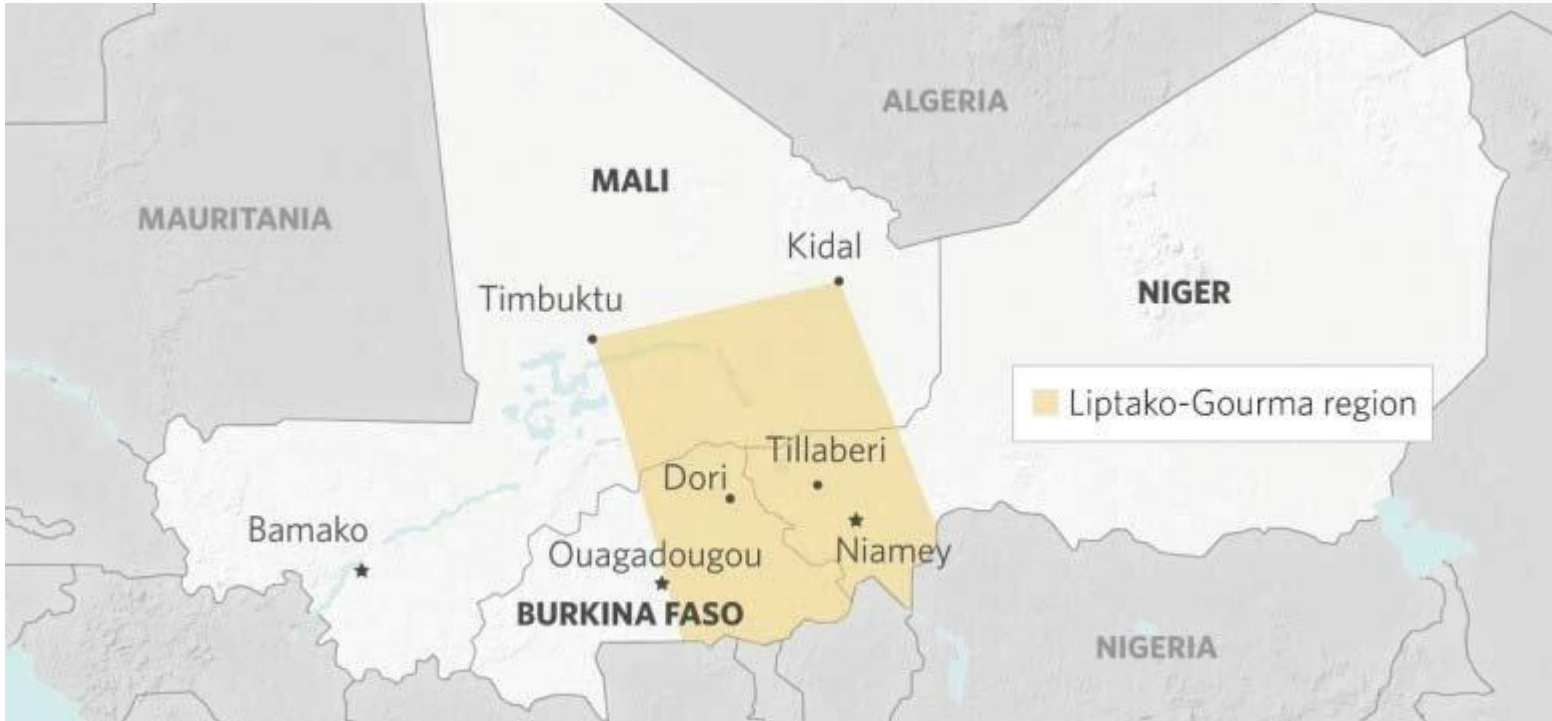 ALGERIA
MALI
MAURITANIA
Kidal
NIGER
Timbuktu
Liptako-Gourma region
Tillaberi
Dori
Bamako
Niamey
Ouagadougou
BURKINA FASO
NIGERIA